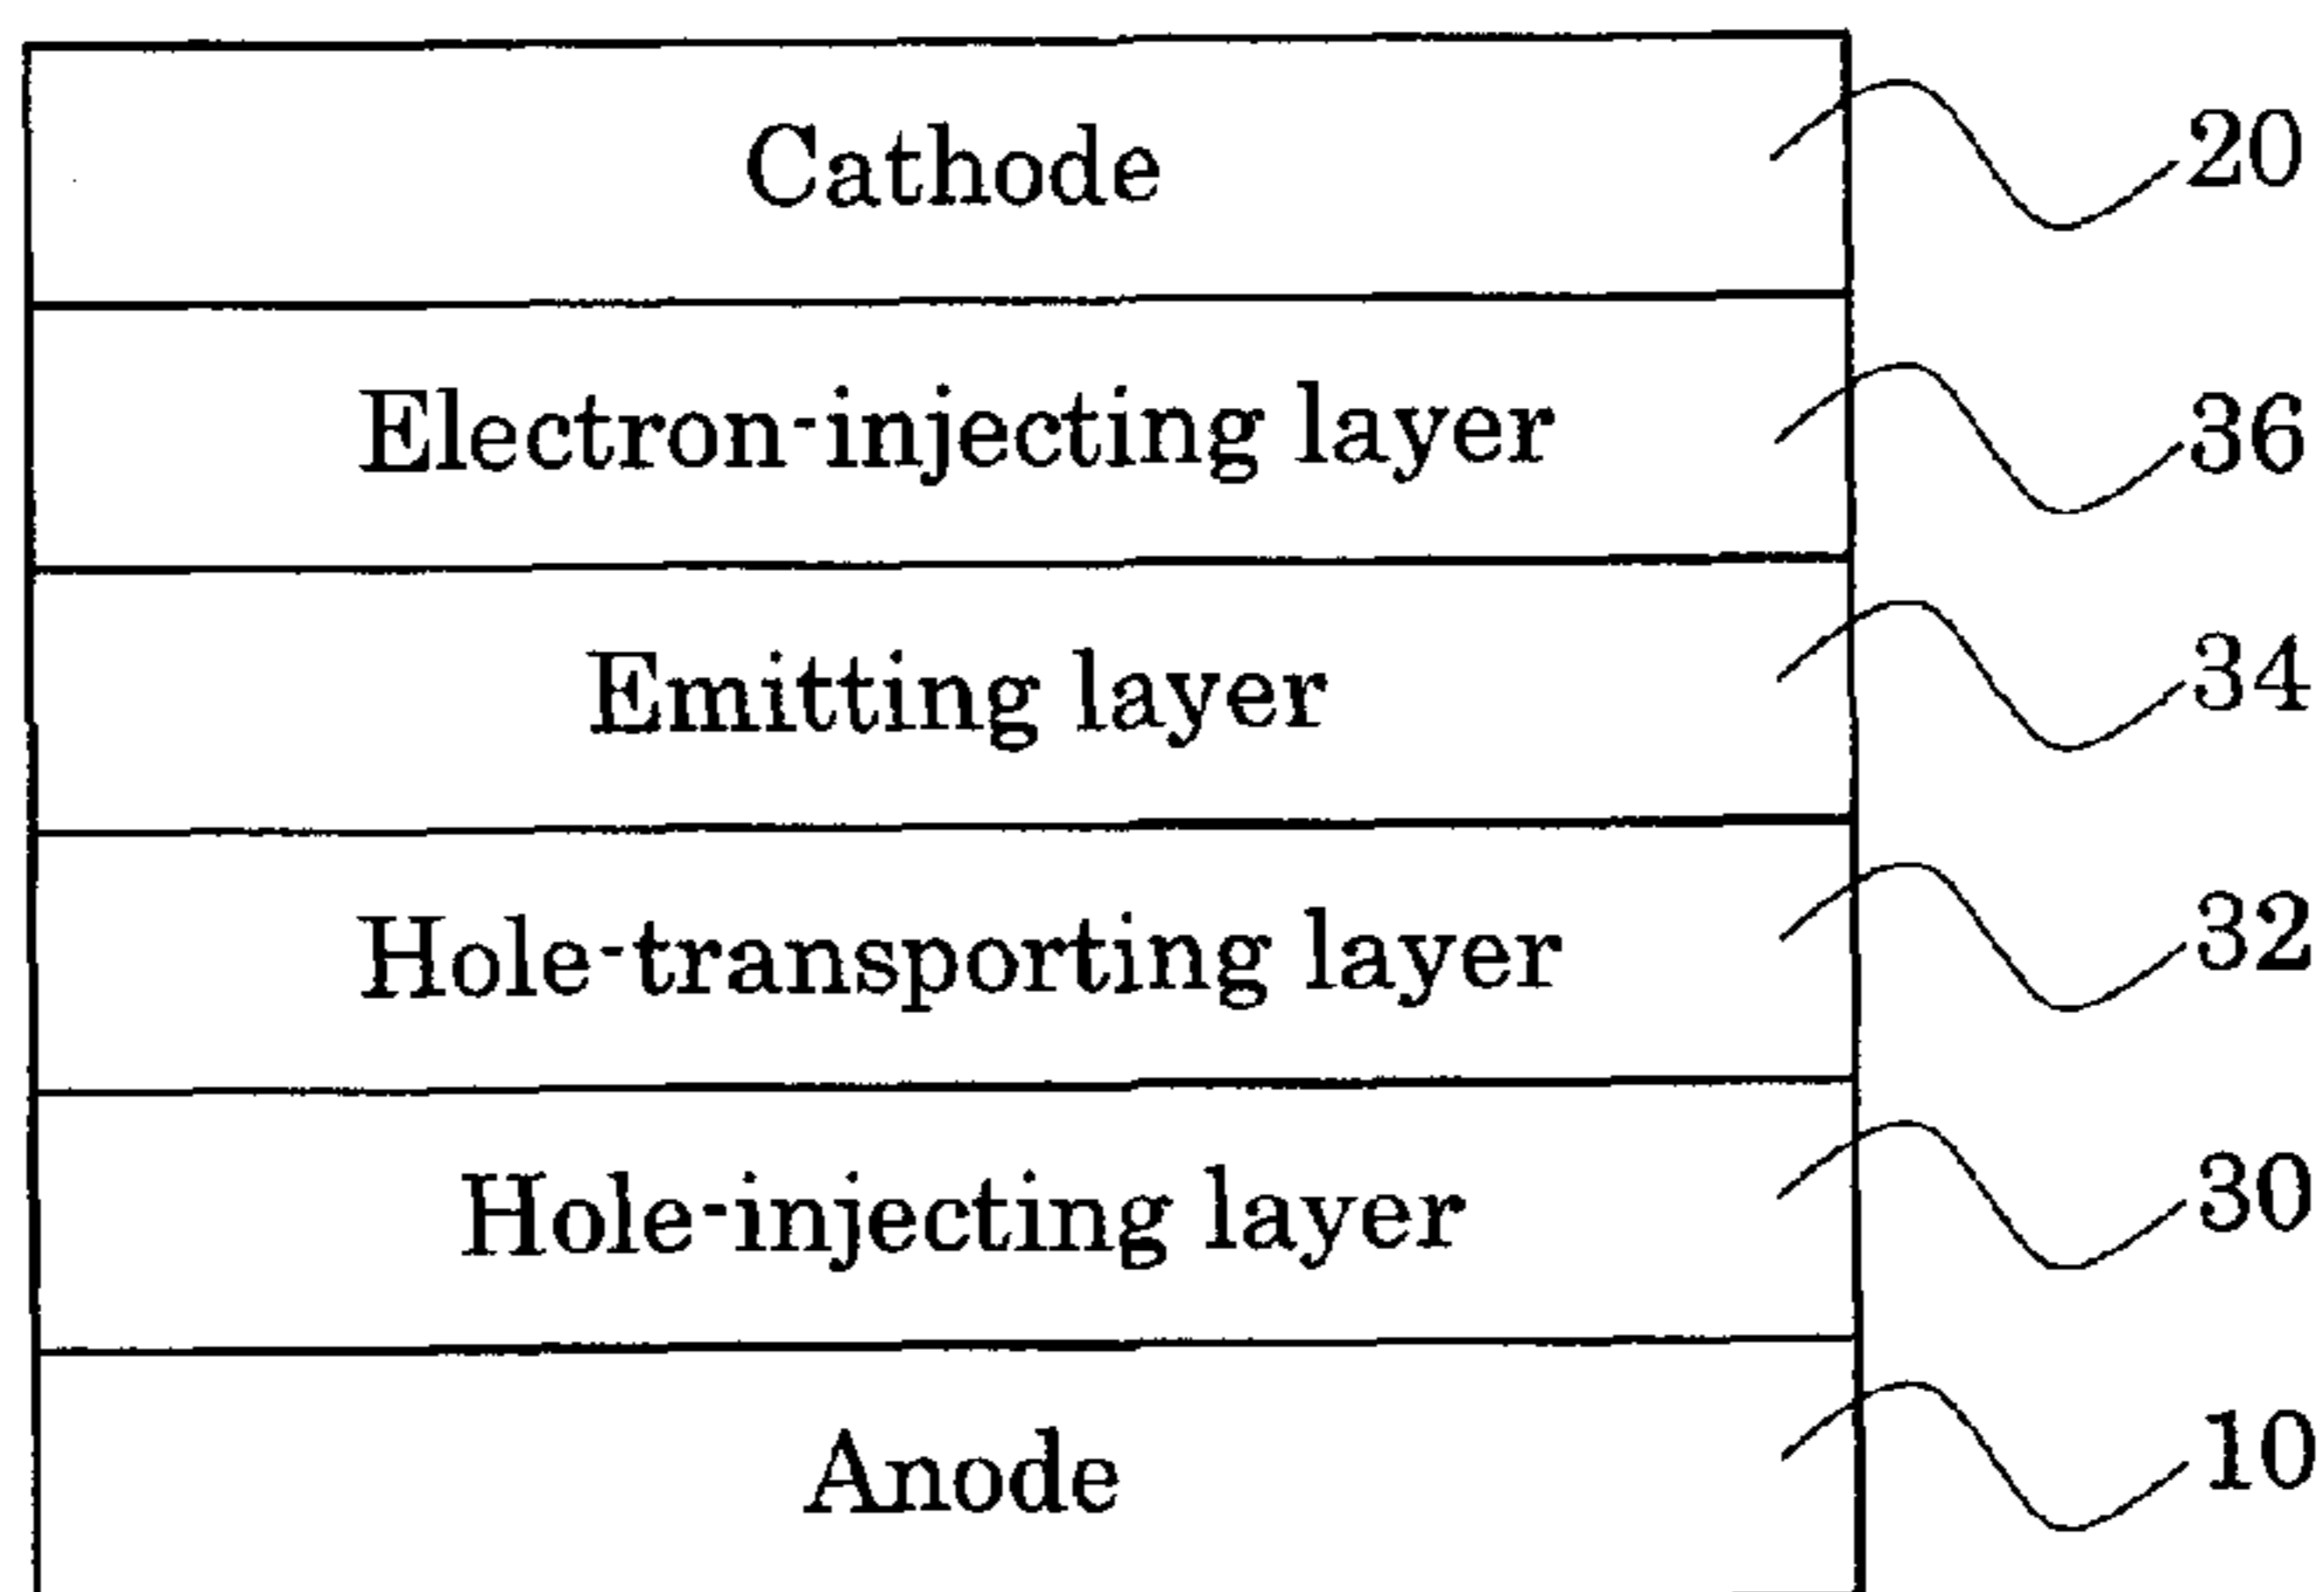 Cathode 20
Electron-injecting layer 36
Emitting layer 34
Hole-transporting layer 32
Hole-injecting layer 30
Anode 10